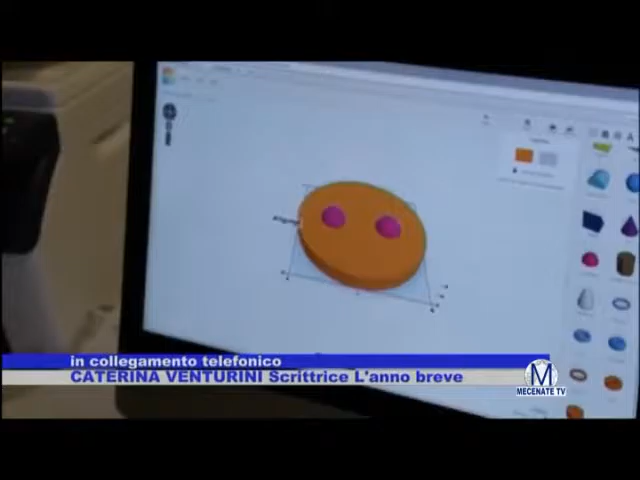 in collegamento telefonico
CATERINA VENTURINI Scrittrice L'anno breve
M
MECENATE TV